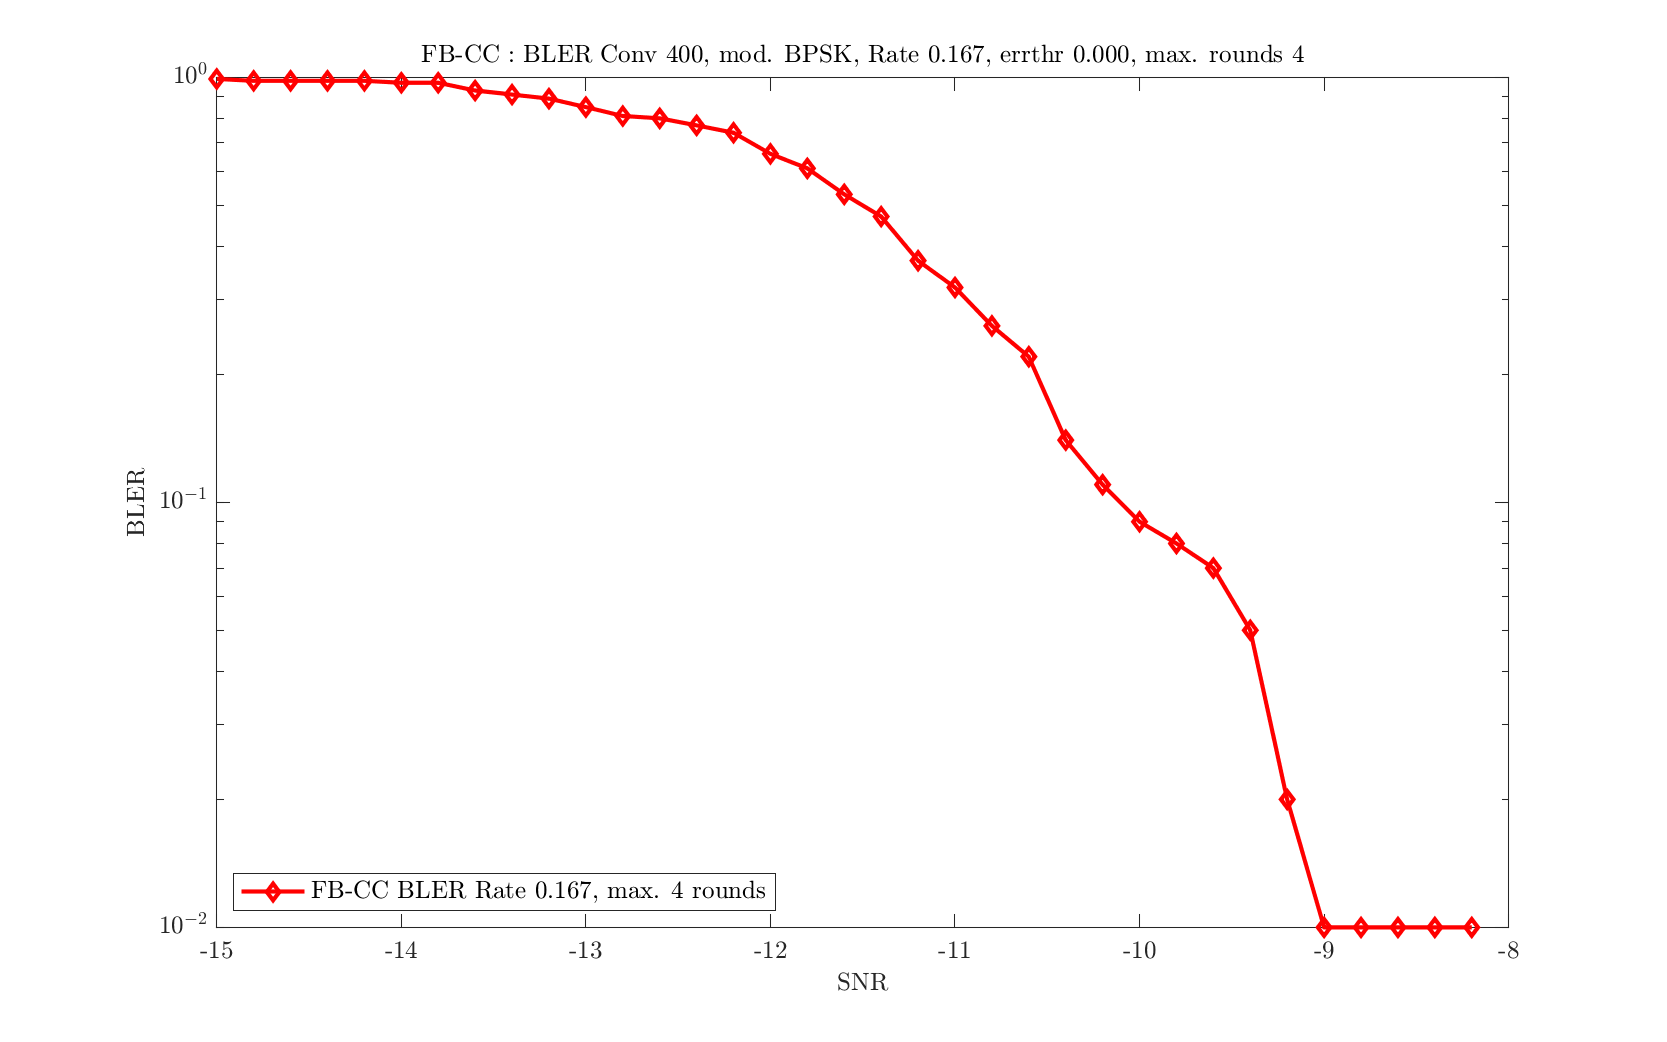 FB-CC : BLER Conv 400, mod. BPSK, Rate 0.167, errthr 0.000, max. rounds 4
10^0
10^{-1}
10^{-2}
BLER
FB-CC BLER Rate 0.167, max. 4 rounds
-15 -14 -13 -12 -11 -10 -9 -8
SNR